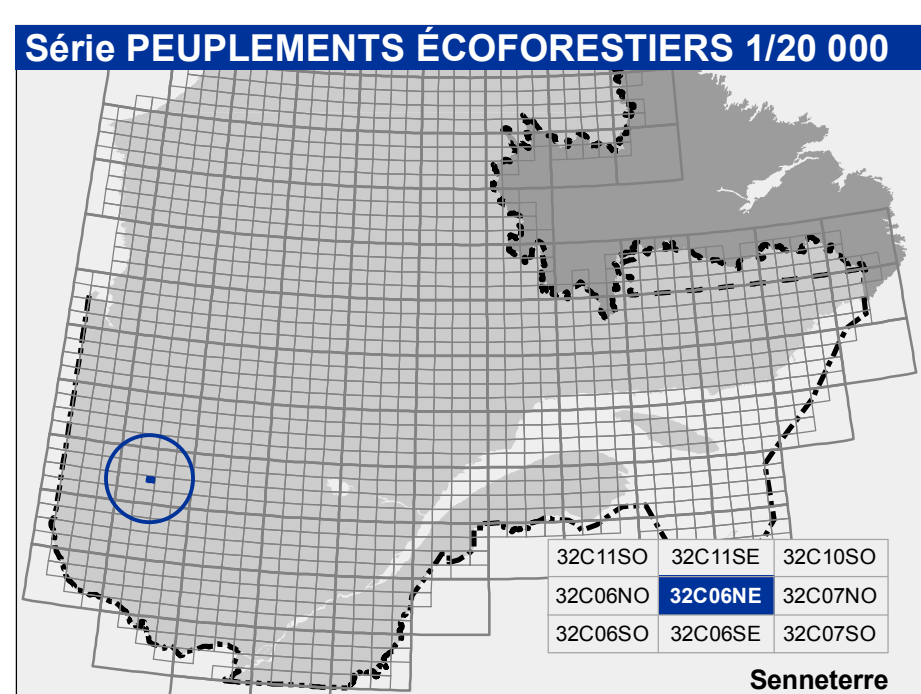 Série PEUPLEMENTS ÉCOFORESTIERS 1/20 000
32C11SO 32C11SE 32C10SO
32C06NO 32C06NE 32C07NO
32C06SO 32C06SE 32C07SO
Senneterre